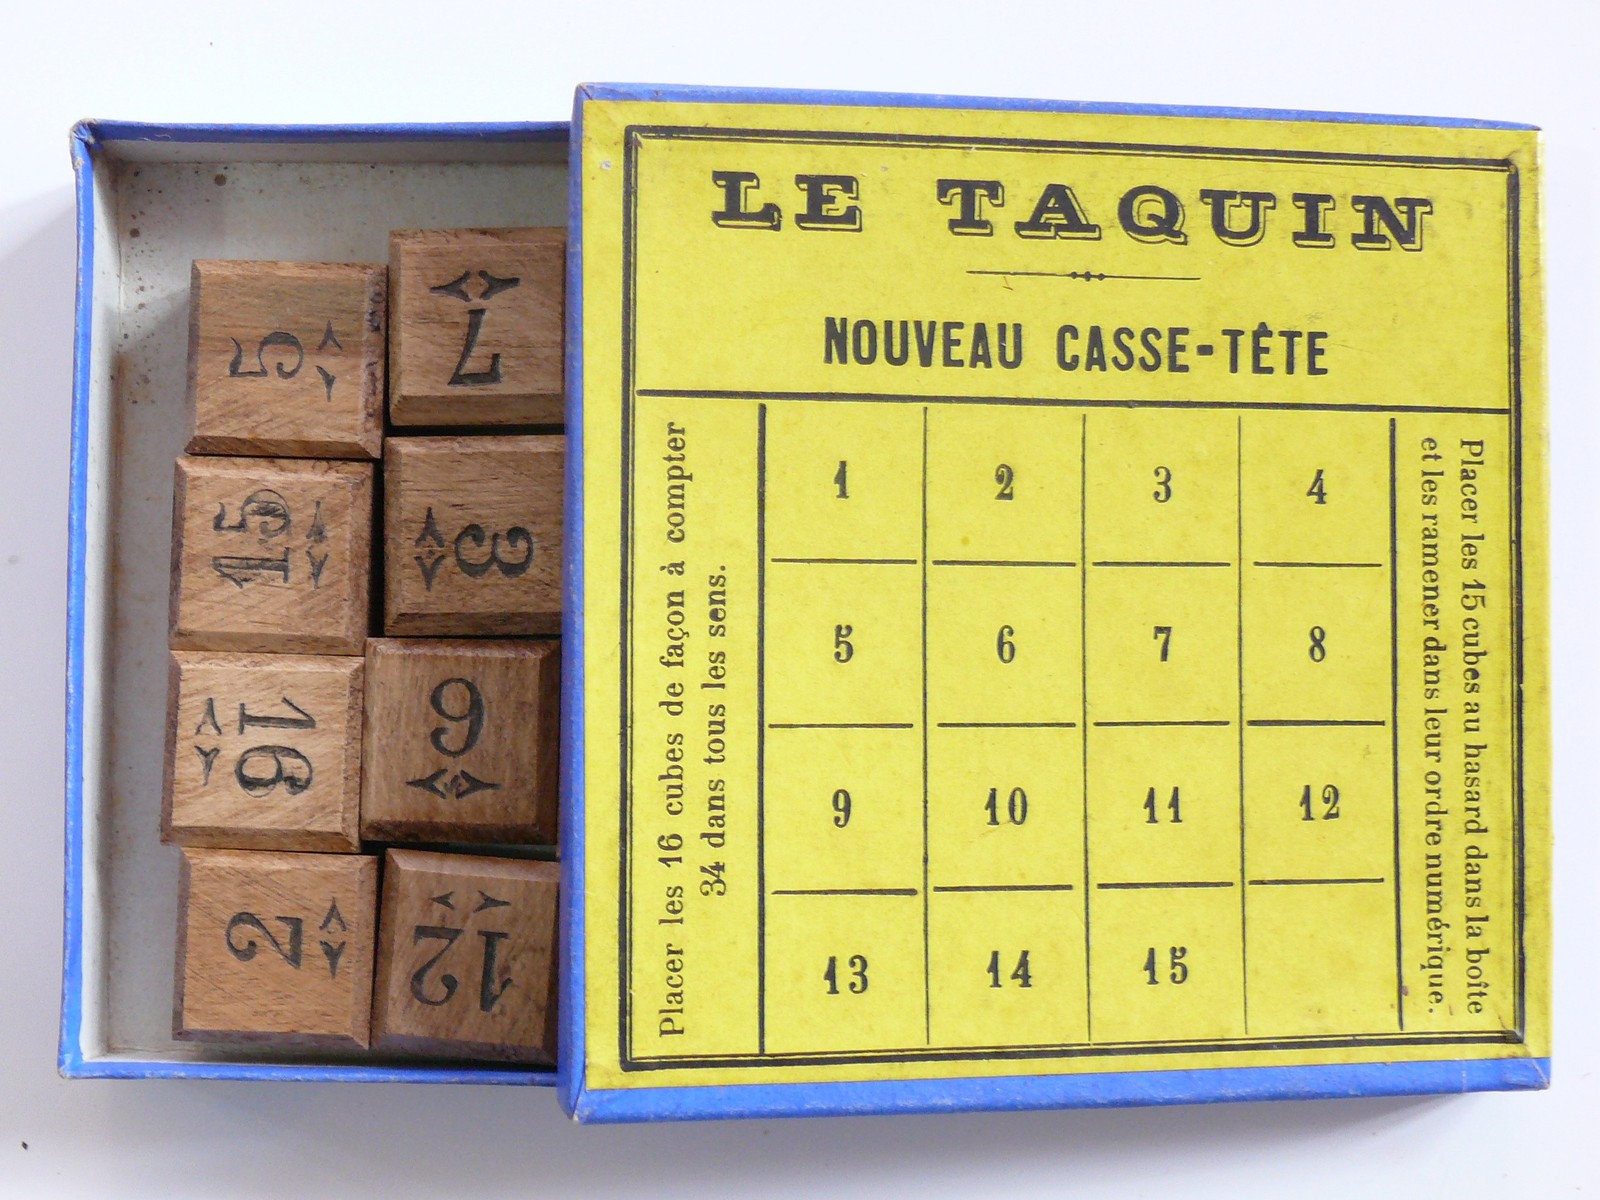 LE TAQUIN
NOUVEAU CASSE-TÊTE
Placer les 16 cubes de façon à compter
34 dans tous les sens.
1 2 3 4
5 6 7 8
9 10 11 12
13 14 15
Placer les 15 cubes au hasard dans la boîte
et les ramener dans leur ordre numérique.
5
7
15
3
16
6
2
12